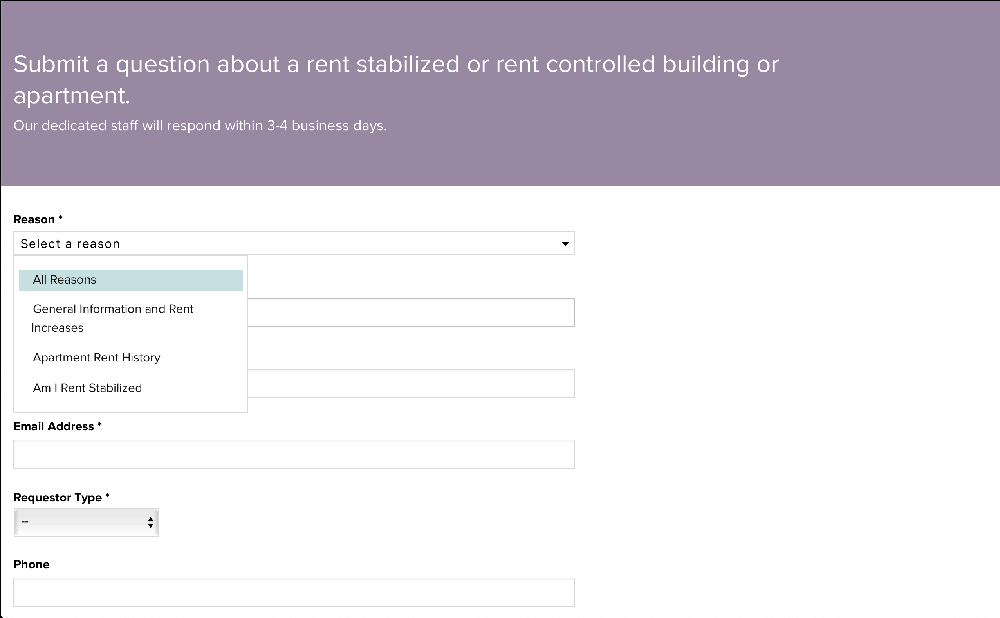 Submit a question about a rent stabilized or rent controlled building or
apartment.
Our dedicated staff will respond within 3-4 business days.
Reason *
Select a reason
All Reasons
General Information and Rent
Increases
Apartment Rent History
Am I Rent Stabilized
Email Address *
Requestor Type *
--
Phone